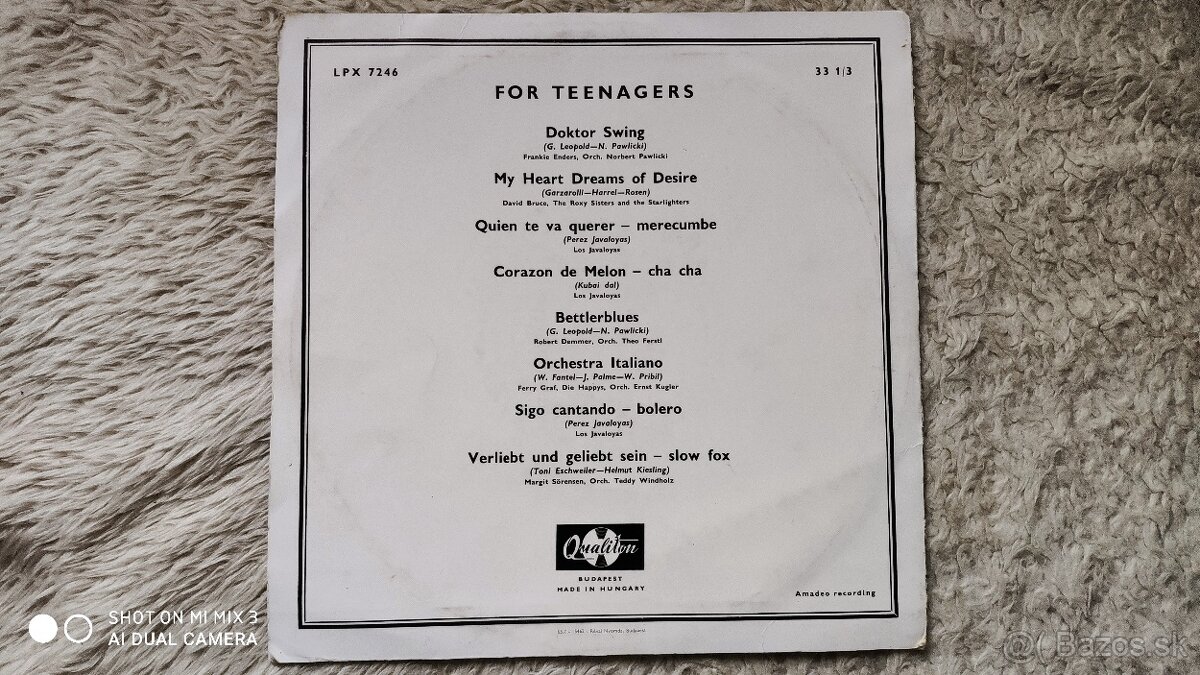 LPX 7246
33 1/3
FOR TEENAGERS
Doktor Swing
(G. Leopold—N. Pawlicki)
Frankie Enders, Orch. Norbert Pawlicki
My Heart Dreams of Desire
(Garzarolli—Harrel—Rosen)
David Bruce, The Roxy Sisters and the Starlighters
Quien te va querer – merecumbe
(Perez Javaloyas)
Los Javaloyas
Corazon de Melon – cha cha
(Kubai dal)
Los Javaloyas
Bettlerblues
(G. Leopold—N. Pawlicki)
Robert Demmer, Orch. Theo Ferstl
Orchestra Italiano
(W. Fantel—J. Palme—W. Pribil)
Ferry Graf, Die Happys, Orch. Ernst Kugler
Sigo cantando – bolero
(Perez Javaloyas)
Los Javaloyas
Verliebt und geliebt sein – slow fox
(Toni Eschweiler—Helmut Kiesling)
Margit Sörensen, Orch. Teddy Windholz
Qualiton
BUDAPEST
MADE IN HUNGARY
Amadeo recording
Budapest
SHOT ON MI MIX 3
AI DUAL CAMERA
Bazos.sk